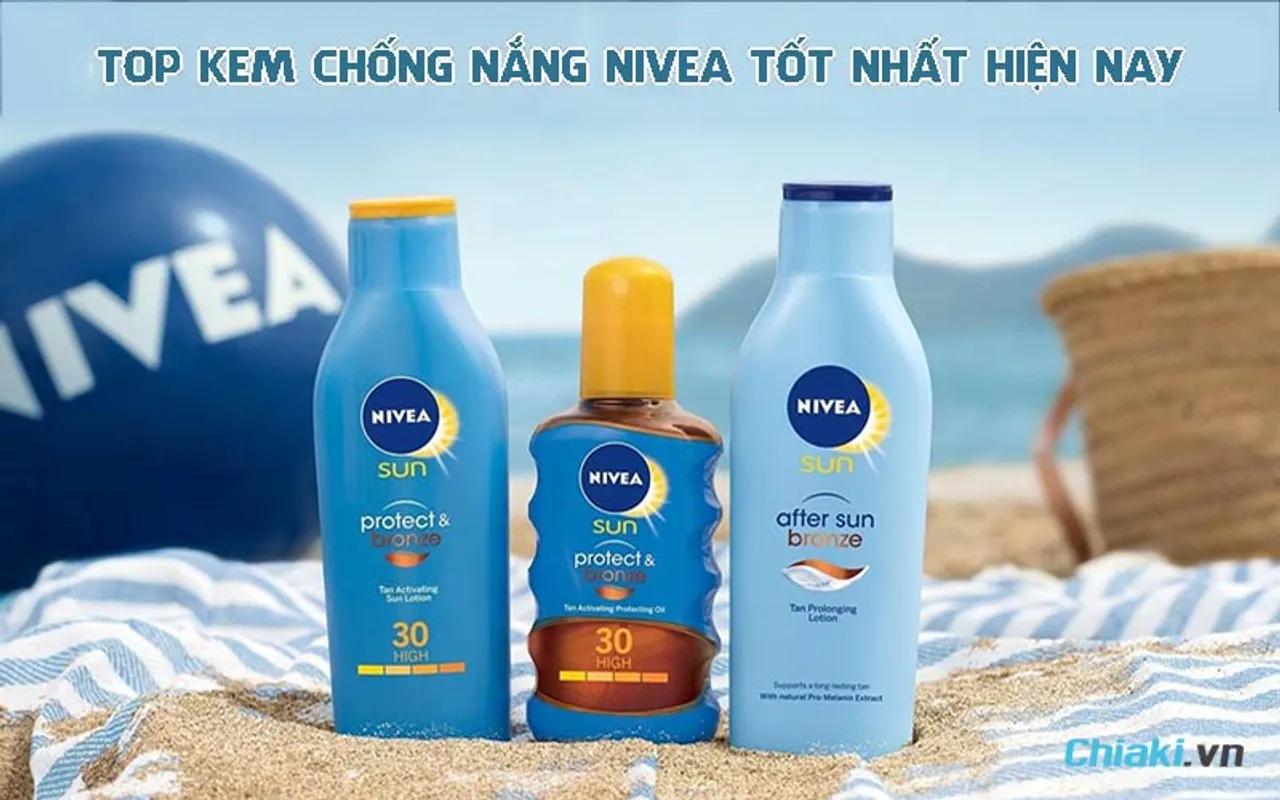 TOP KEM CHỐNG NẮNG NIVEA TỐT NHẤT HIỆN NAY
NIVEA
NIVEA
sun
protect &
bronze
Tan Activating
Sun Lotion
30
HIGH
NIVEA
sun
protect &
bronze
Tan Activating Protecting Oil
30
HIGH
NIVEA
sun
after sun
bronze
Tan Prolonging
Lotion
Supports a long-lasting tan
With natural Pro-Melanin Extract
Chiaki.vn